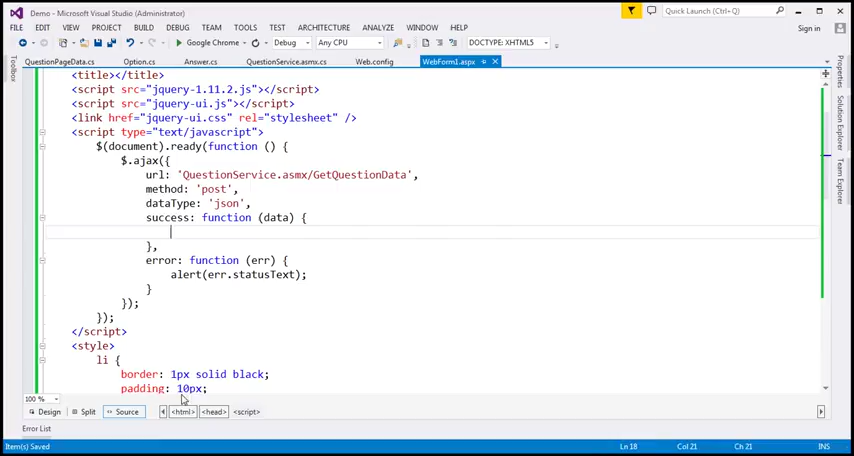 Demo - Microsoft Visual Studio (Administrator)
Quick Launch (Ctrl+Q)
FILE EDIT VIEW PROJECT BUILD DEBUG TEAM TOOLS TEST ARCHITECTURE ANALYZE WINDOW HELP
Sign in
Google Chrome Debug Any CPU DOCTYPE: XHTML5
QuestionPageData.cs Option.cs Answer.cs QuestionService.asmx.cs Web.config WebForm1.aspx
Toolbox
Properties
Solution Explorer
Team Explorer
<title></title>
<script src="jquery-1.11.2.js"></script>
<script src="jquery-ui.js"></script>
<link href="jquery-ui.css" rel="stylesheet" />
<script type="text/javascript">
$(document).ready(function () {
$.ajax({
url: 'QuestionService.asmx/GetQuestionData',
method: 'post',
dataType: 'json',
success: function (data) {
},
error: function (err) {
alert(err.statusText);
}
});
});
</script>
<style>
li {
border: 1px solid black;
padding: 10px;
100 %
Design Split Source <html> <head> <script>
Error List
Item(s) Saved Ln 18 Col 21 Ch 21 INS